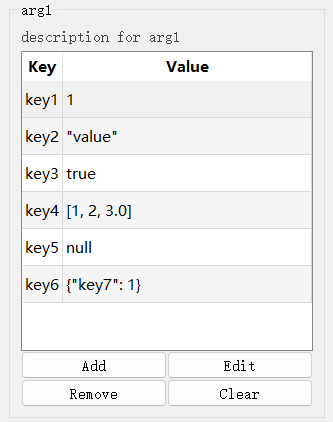 arg1
description for arg1
Key Value
key1 1
key2 "value"
key3 true
key4 [1, 2, 3.0]
key5 null
key6 {"key7": 1}
Add Edit
Remove Clear